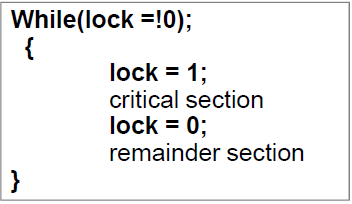 While(lock =!0);
{
lock = 1;
critical section
lock = 0;
remainder section
}